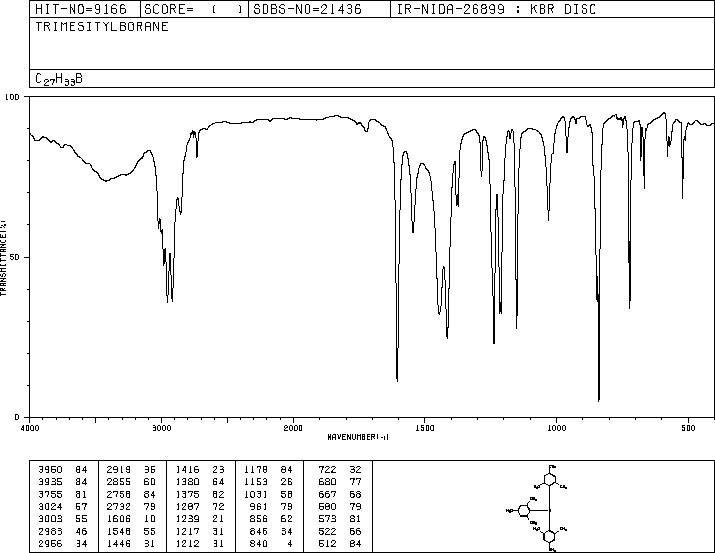 HIT-NO=9166 SCORE= ( ) SDBS-NO=21436 IR-NIDA-26899 : KBR DISC
TRIMESITYLBORANE
C27H33B
100
TRANSMITTANCE(%)
50
0
4000 3000 2000 1500 1000 500
WAVENUMBER(-1)
3960 84 2919 36 1416 23 1178 84 722 32
3935 84 2855 60 1380 64 1153 26 680 77
3755 81 2758 84 1375 82 1031 58 667 68
3024 57 2732 79 1287 72 961 79 580 79
3003 55 1606 10 1239 21 856 62 573 81
2983 46 1548 55 1217 31 846 34 522 66
2956 34 1446 31 1212 31 840 4 512 84